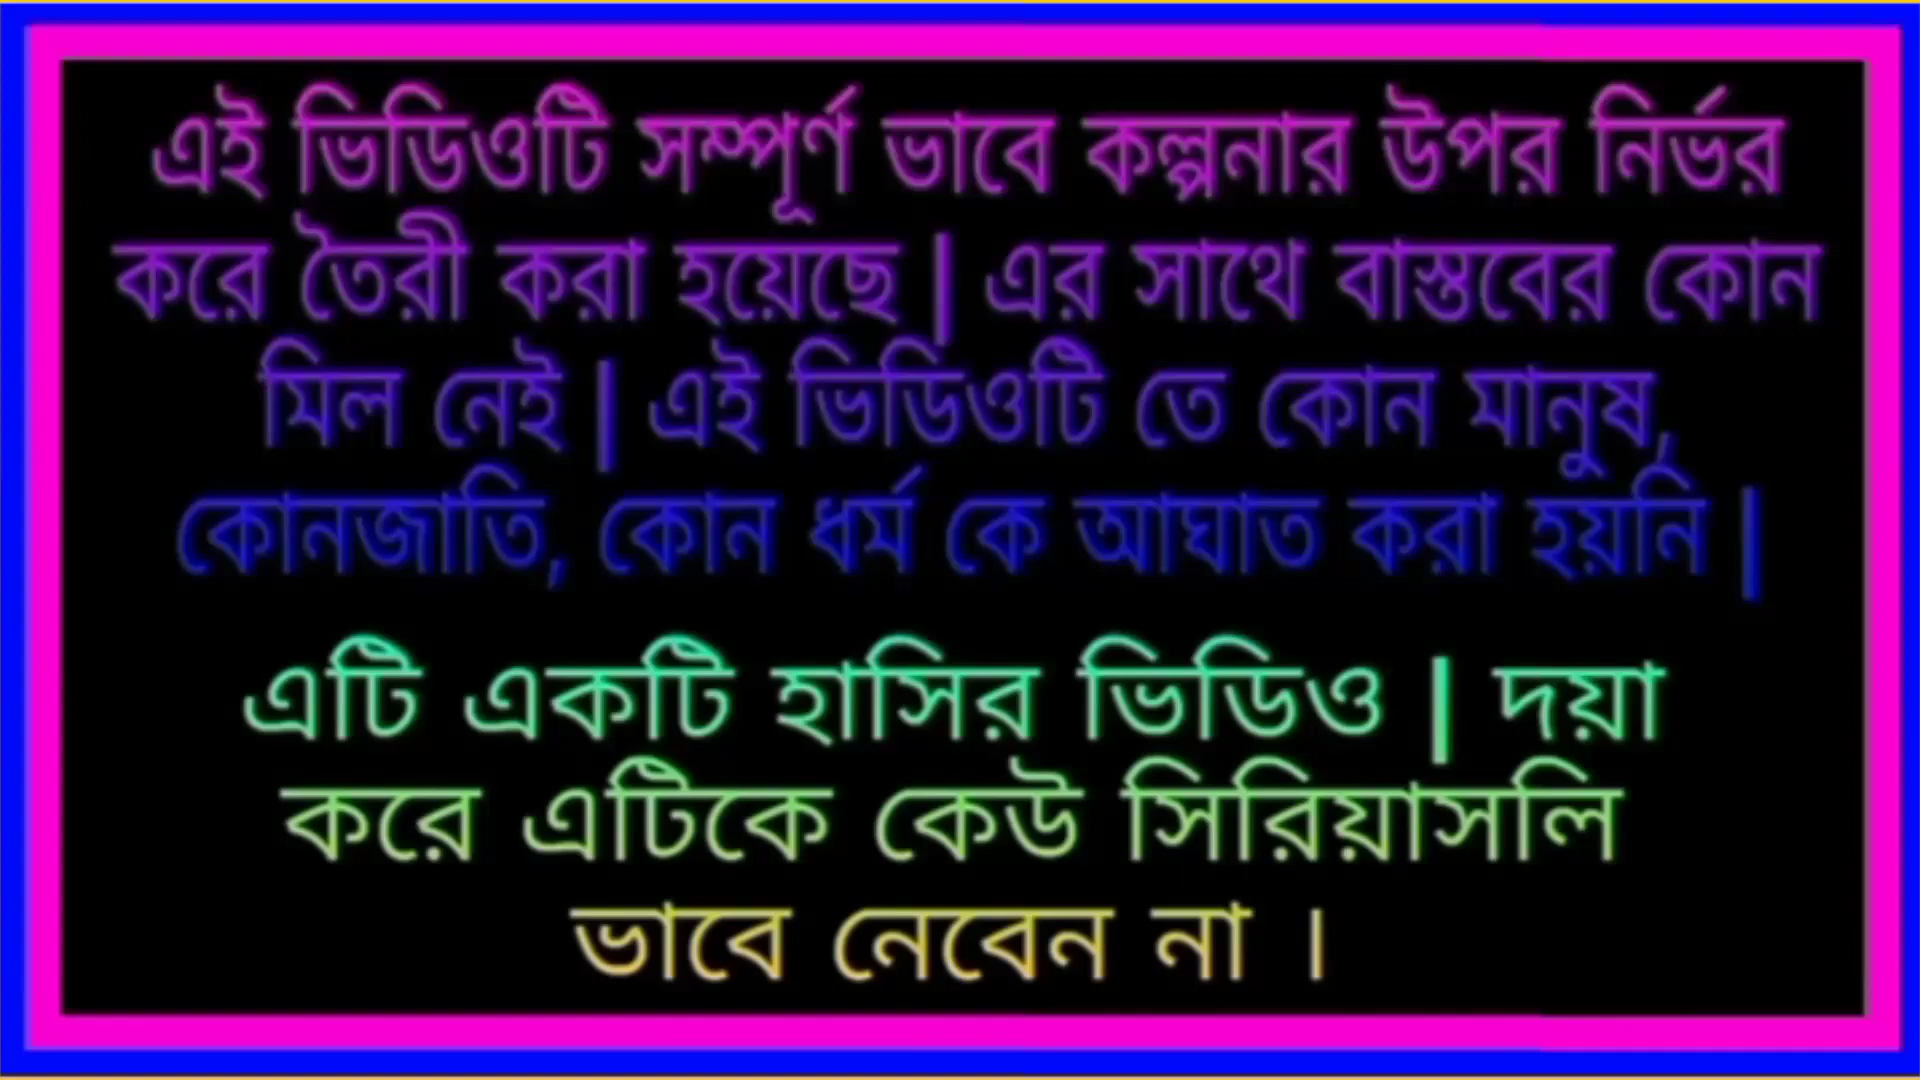 এই ভিডিওটি সম্পূর্ণ ভাবে কল্পনার উপর নির্ভর
করে তৈরী করা হয়েছে | এর সাথে বাস্তবের কোন
মিল নেই | এই ভিডিওটি তে কোন মানুষ,
কোনজাতি, কোন ধর্ম কে আঘাত করা হয়নি |
এটি একটি হাসির ভিডিও | দয়া
করে এটিকে কেউ সিরিয়াসলি
ভাবে নেবেন না ।